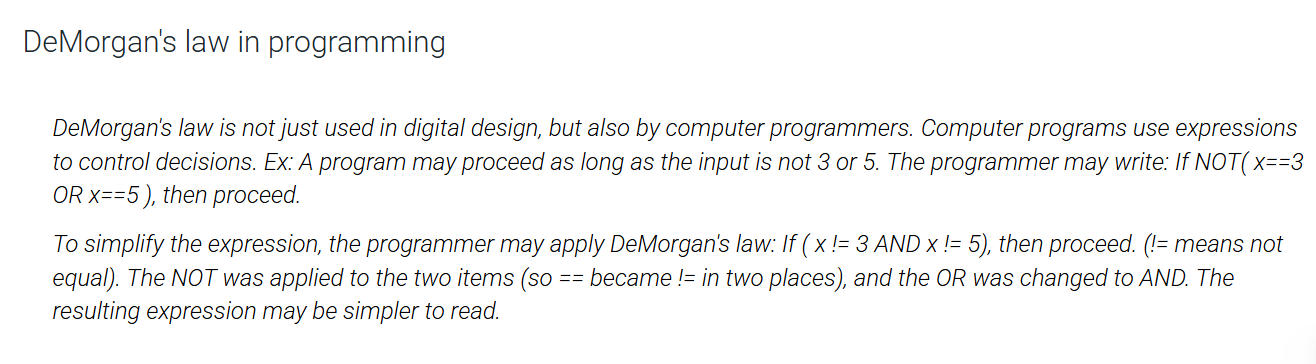 DeMorgan's law in programming
DeMorgan's law is not just used in digital design, but also by computer programmers. Computer programs use expressions
to control decisions. Ex: A program may proceed as long as the input is not 3 or 5. The programmer may write: If NOT( x==3
OR x==5 ), then proceed.
To simplify the expression, the programmer may apply DeMorgan's law: If ( x != 3 AND x != 5), then proceed. (!= means not
equal). The NOT was applied to the two items (so == became != in two places), and the OR was changed to AND. The
resulting expression may be simpler to read.